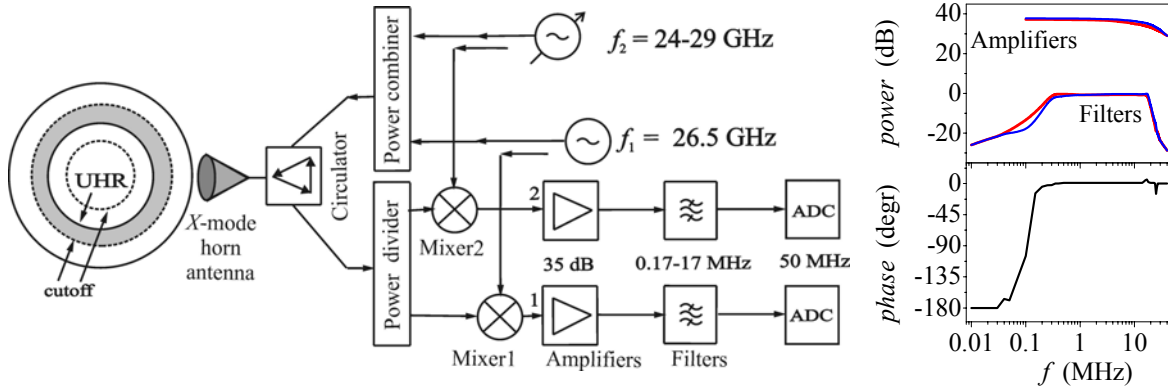 UHR
cutoff
X-mode
horn
antenna
Circulator
Power combiner
Power divider
f₂ = 24-29 GHz
f₁ = 26.5 GHz
Mixer2
2
35 dB
0.17-17 MHz
ADC
50 MHz
Mixer1
1
Amplifiers
Filters
ADC
power (dB)
40
20
0
-20
Amplifiers
Filters
phase (degr)
0
-45
-90
-135
-180
0.01
0.1
1
10
f (MHz)